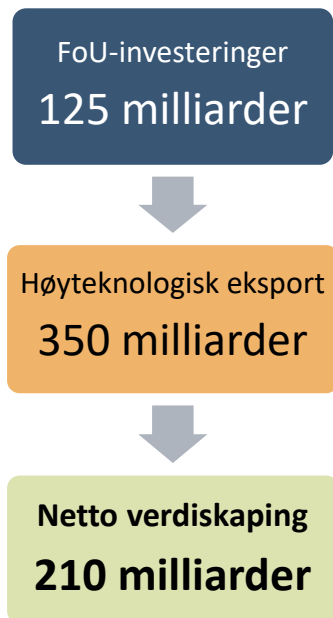 FoU-investeringer
125 milliarder
Høyteknologisk eksport
350 milliarder
Netto verdiskaping
210 milliarder